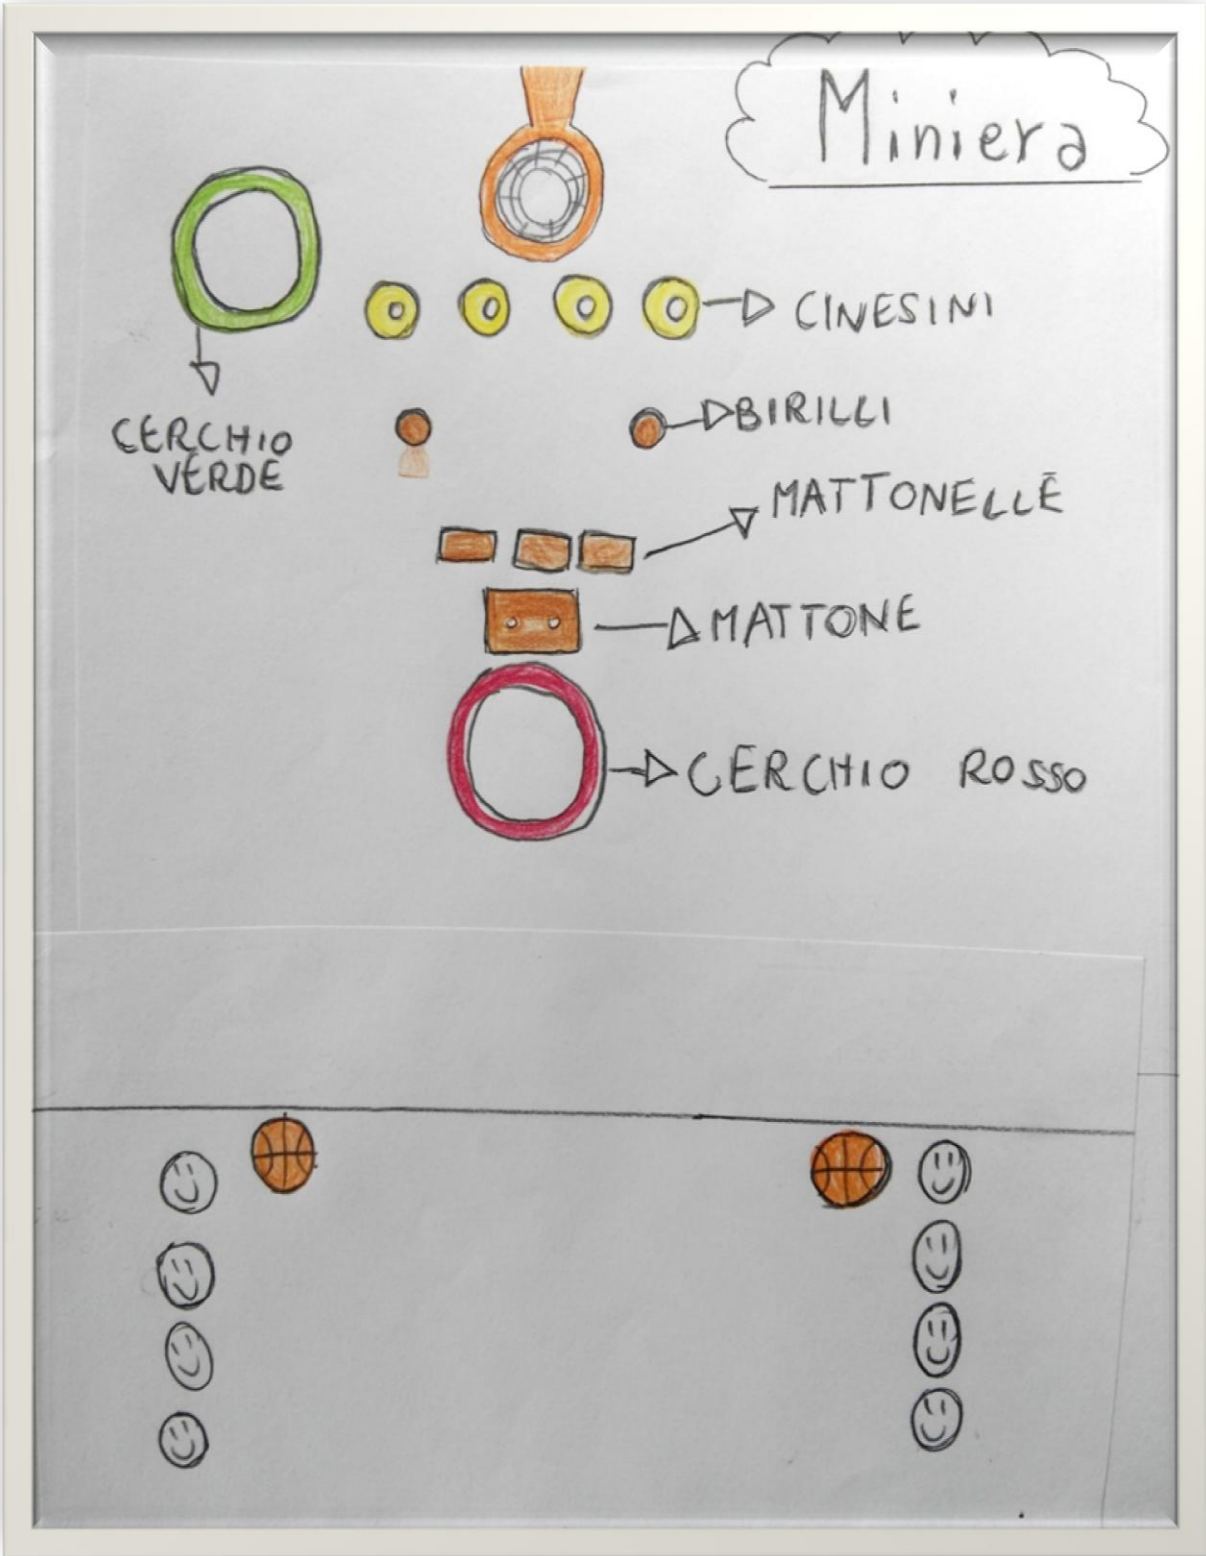 Miniera
CINESINI
CERCHIO
VERDE
BIRILLI
MATTONELLE
MATTONE
CERCHIO ROSSO